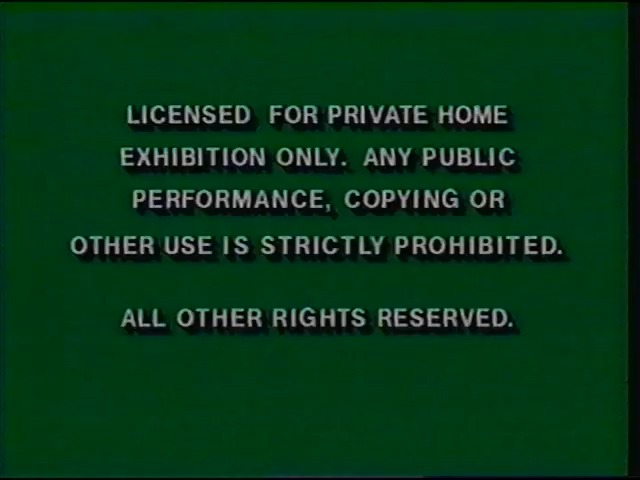 LICENSED FOR PRIVATE HOME
EXHIBITION ONLY. ANY PUBLIC
PERFORMANCE, COPYING OR
OTHER USE IS STRICTLY PROHIBITED.
ALL OTHER RIGHTS RESERVED.